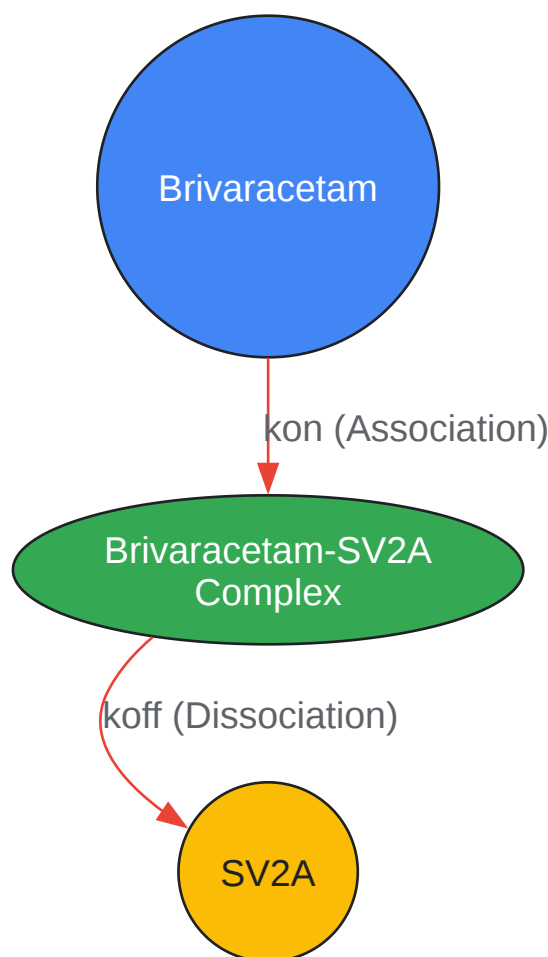 Brivaracetam
kon (Association)
Brivaracetam-SV2A
Complex
koff (Dissociation)
SV2A